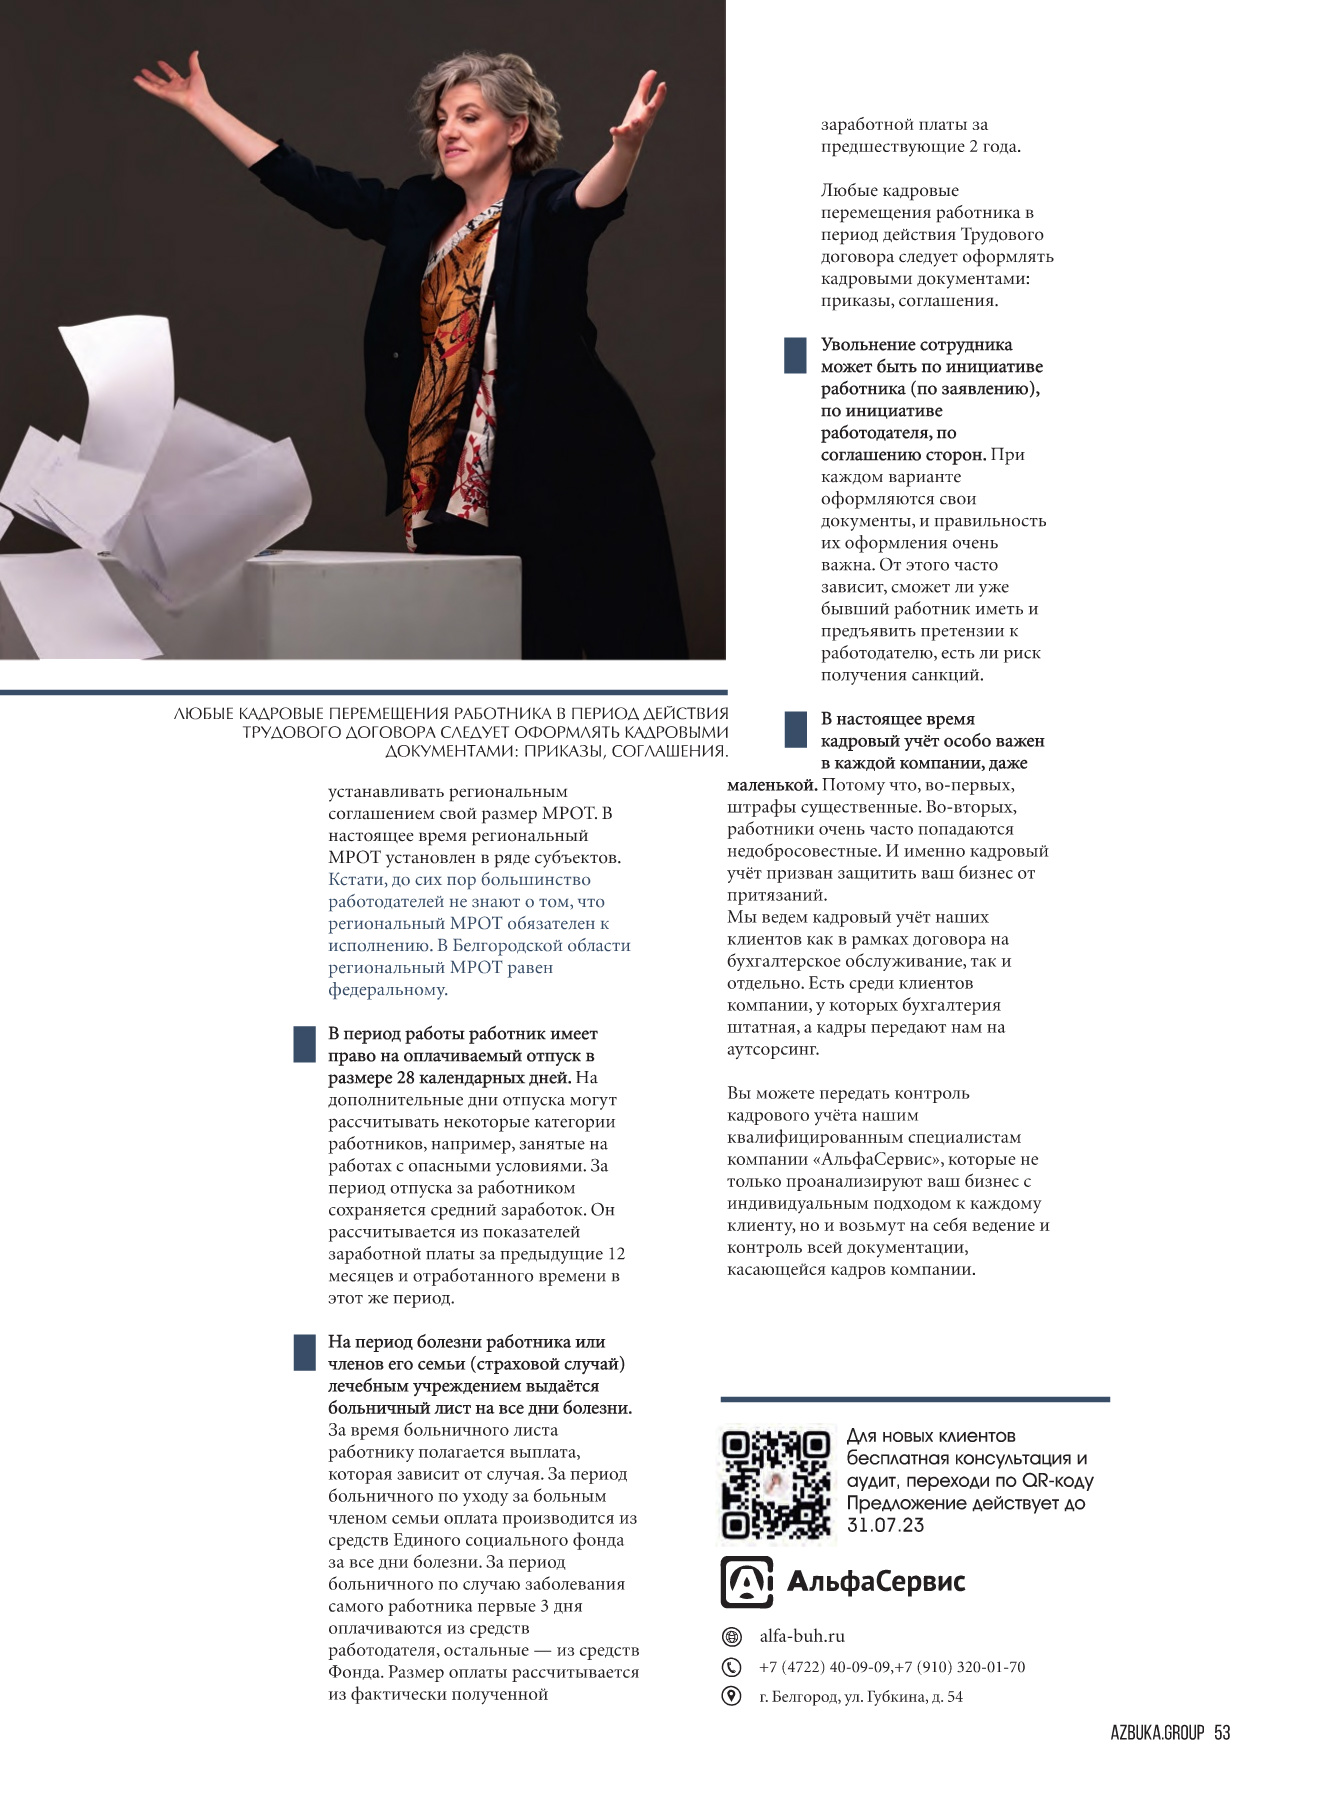 ЛЮБЫЕ КАДРОВЫЕ ПЕРЕМЕЩЕНИЯ РАБОТНИКА В ПЕРИОД ДЕЙСТВИЯ
ТРУДОВОГО ДОГОВОРА СЛЕДУЕТ ОФОРМЛЯТЬ КАДРОВЫМИ
ДОКУМЕНТАМИ: ПРИКАЗЫ, СОГЛАШЕНИЯ.
устанавливать региональным
соглашением свой размер МРОТ. В
настоящее время региональный
МРОТ установлен в ряде субъектов.
Кстати, до сих пор большинство
работодателей не знают о том, что
региональный МРОТ обязателен к
исполнению. В Белгородской области
региональный МРОТ равен
федеральному.
В период работы работник имеет
право на оплачиваемый отпуск в
размере 28 календарных дней. На
дополнительные дни отпуска могут
рассчитывать некоторые категории
работников, например, занятые на
работах с опасными условиями. За
период отпуска за работником
сохраняется средний заработок. Он
рассчитывается из показателей
заработной платы за предыдущие 12
месяцев и отработанного времени в
этот же период.
На период болезни работника или
членов его семьи (страховой случай)
лечебным учреждением выдаётся
больничный лист на все дни болезни.
За время больничного листа
работнику полагается выплата,
которая зависит от случая. За период
больничного по уходу за больным
членом семьи оплата производится из
средств Единого социального фонда
за все дни болезни. За период
больничного по случаю заболевания
самого работника первые 3 дня
оплачиваются из средств
работодателя, остальные — из средств
Фонда. Размер оплаты рассчитывается
из фактически полученной
заработной платы за
предшествующие 2 года.
Любые кадровые
перемещения работника в
период действия Трудового
договора следует оформлять
кадровыми документами:
приказы, соглашения.
Увольнение сотрудника
может быть по инициативе
работника (по заявлению),
по инициативе
работодателя, по
соглашению сторон. При
каждом варианте
оформляются свои
документы, и правильность
их оформления очень
важна. От этого часто
зависит, сможет ли уже
бывший работник иметь и
предъявить претензии к
работодателю, есть ли риск
получения санкций.
В настоящее время
кадровый учёт особо важен
в каждой компании, даже
маленькой. Потому что, во-первых,
штрафы существенные. Во-вторых,
работники очень часто попадаются
недобросовестные. И именно кадровый
учёт призван защитить ваш бизнес от
притязаний.
Мы ведем кадровый учёт наших
клиентов как в рамках договора на
бухгалтерское обслуживание, так и
отдельно. Есть среди клиентов
компании, у которых бухгалтерия
штатная, а кадры передают нам на
аутсорсинг.
Вы можете передать контроль
кадрового учёта нашим
квалифицированным специалистам
компании «АльфаСервис», которые не
только проанализируют ваш бизнес с
индивидуальным подходом к каждому
клиенту, но и возьмут на себя ведение и
контроль всей документации,
касающейся кадров компании.
Для новых клиентов
бесплатная консультация и
аудит, переходи по QR-коду
Предложение действует до
31.07.23
АльфаСервис
alfa-buh.ru
+7 (4722) 40-09-09,+7 (910) 320-01-70
г. Белгород, ул. Губкина, д. 54
AZBUKA.GROUP 53